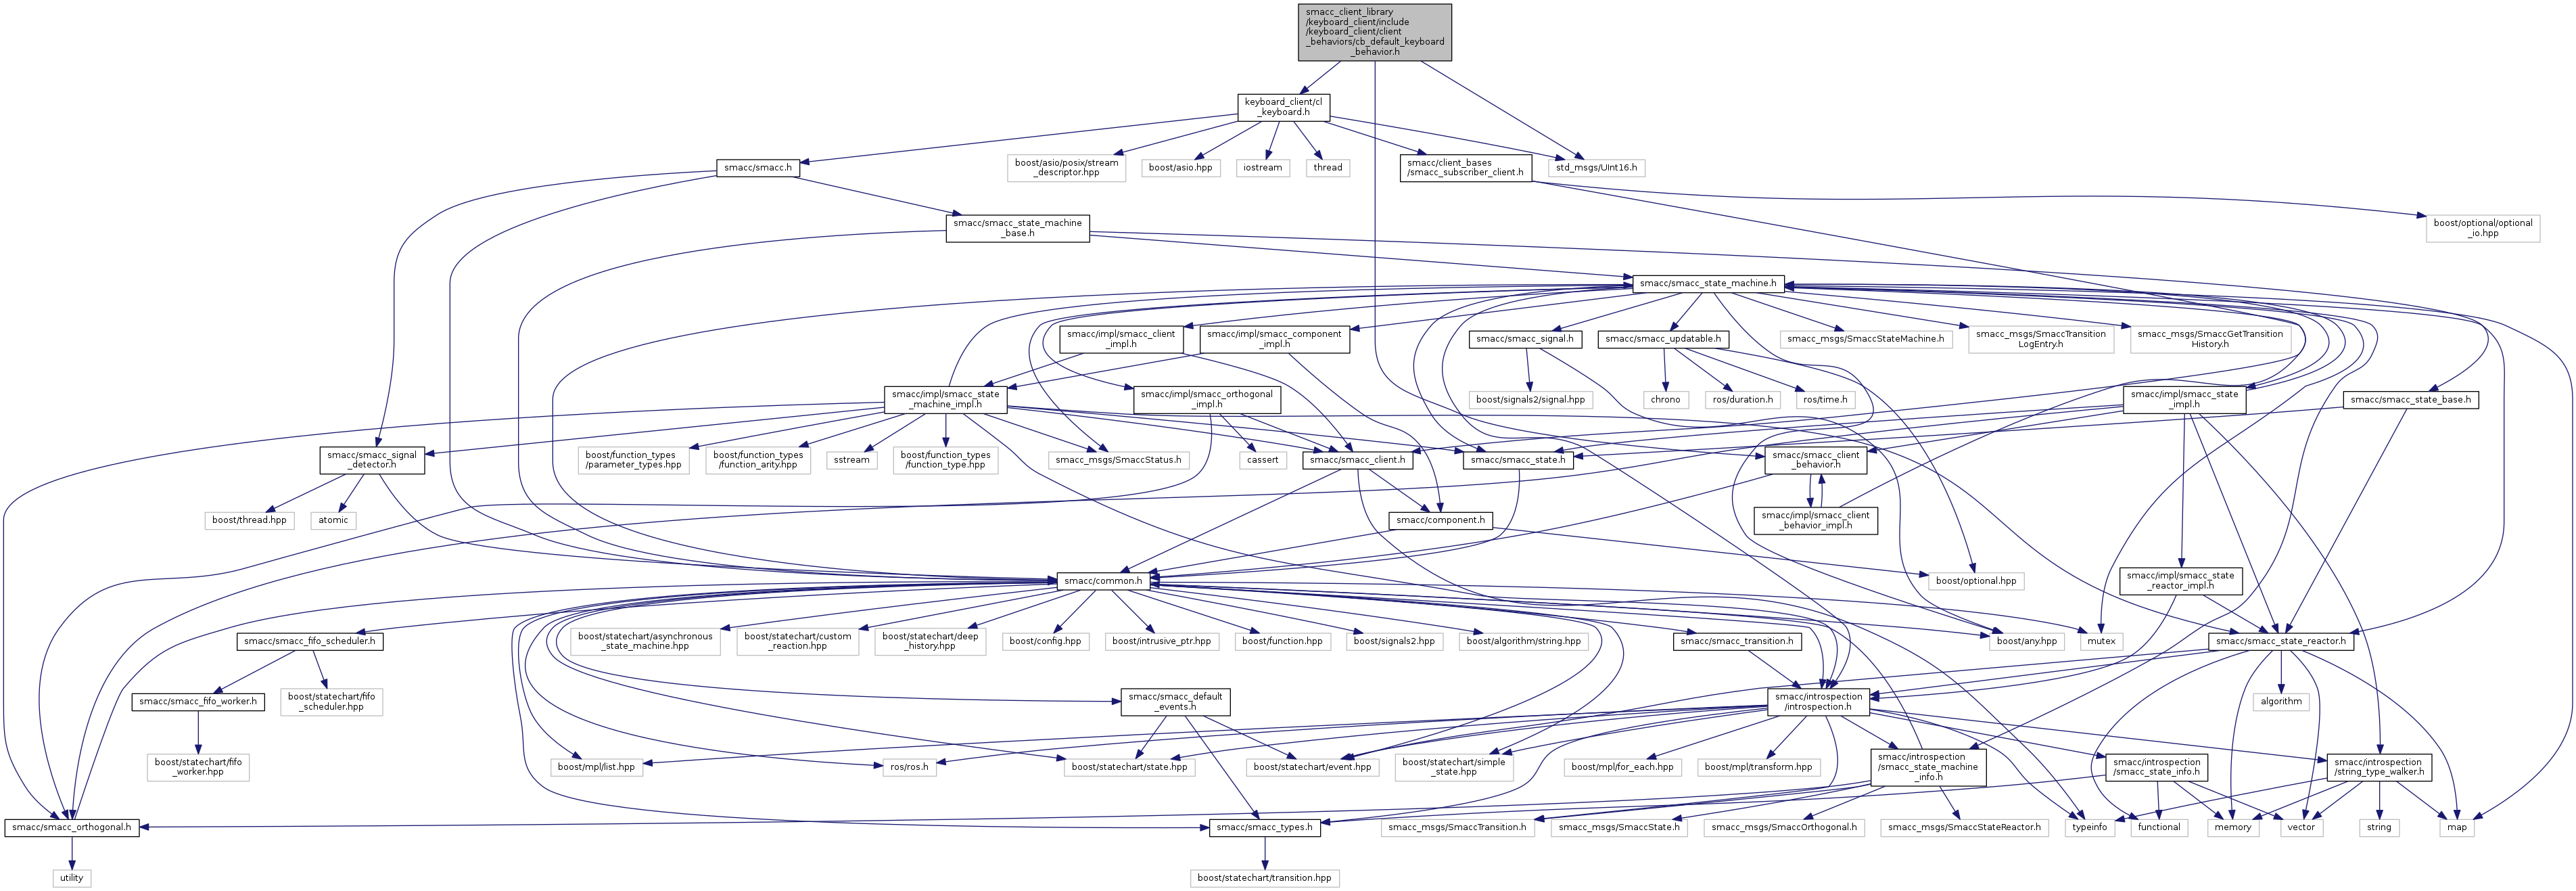 smacc_client_library
/keyboard_client/include
/keyboard_client/client
_behaviors/cb_default_keyboard
_behavior.h
keyboard_client/cl
_keyboard.h
smacc/smacc.h
boost/asio/posix/stream
_descriptor.hpp
boost/asio.hpp
iostream
thread
smacc/client_bases
/smacc_subscriber_client.h
std_msgs/UInt16.h
smacc/smacc_state_machine
_base.h
boost/optional/optional
_io.hpp
smacc/smacc_state_machine.h
smacc/impl/smacc_client
_impl.h
smacc/impl/smacc_component
_impl.h
smacc/smacc_signal.h
smacc/smacc_updatable.h
smacc_msgs/SmaccStateMachine.h
smacc_msgs/SmaccTransition
LogEntry.h
smacc_msgs/SmaccGetTransition
History.h
smacc/impl/smacc_state
_machine_impl.h
smacc/impl/smacc_orthogonal
_impl.h
boost/signals2/signal.hpp
chrono
ros/duration.h
ros/time.h
smacc/impl/smacc_state
_impl.h
smacc/smacc_state_base.h
smacc/smacc_signal
_detector.h
boost/function_types
/parameter_types.hpp
boost/function_types
/function_arity.hpp
sstream
boost/function_types
/function_type.hpp
smacc_msgs/SmaccStatus.h
cassert
smacc/smacc_client.h
smacc/smacc_state.h
smacc/smacc_client
_behavior.h
boost/thread.hpp
atomic
smacc/component.h
smacc/impl/smacc_client
_behavior_impl.h
smacc/common.h
boost/optional.hpp
smacc/impl/smacc_state
_reactor_impl.h
smacc/smacc_fifo_scheduler.h
boost/statechart/asynchronous
_state_machine.hpp
boost/statechart/custom
_reaction.hpp
boost/statechart/deep
_history.hpp
boost/config.hpp
boost/intrusive_ptr.hpp
boost/function.hpp
boost/signals2.hpp
boost/algorithm/string.hpp
smacc/smacc_transition.h
boost/any.hpp
mutex
smacc/smacc_state_reactor.h
smacc/smacc_fifo_worker.h
boost/statechart/fifo
_scheduler.hpp
smacc/smacc_default
_events.h
smacc/introspection
/introspection.h
algorithm
boost/statechart/fifo
_worker.hpp
boost/mpl/list.hpp
ros/ros.h
boost/statechart/state.hpp
boost/statechart/event.hpp
boost/statechart/simple
_state.hpp
boost/mpl/for_each.hpp
boost/mpl/transform.hpp
smacc/introspection
/smacc_state_machine
_info.h
smacc/introspection
/smacc_state_info.h
smacc/introspection
/string_type_walker.h
smacc/smacc_orthogonal.h
smacc/smacc_types.h
smacc_msgs/SmaccTransition.h
smacc_msgs/SmaccState.h
smacc_msgs/SmaccOrthogonal.h
smacc_msgs/SmaccStateReactor.h
typeinfo
functional
memory
vector
string
map
utility
boost/statechart/transition.hpp